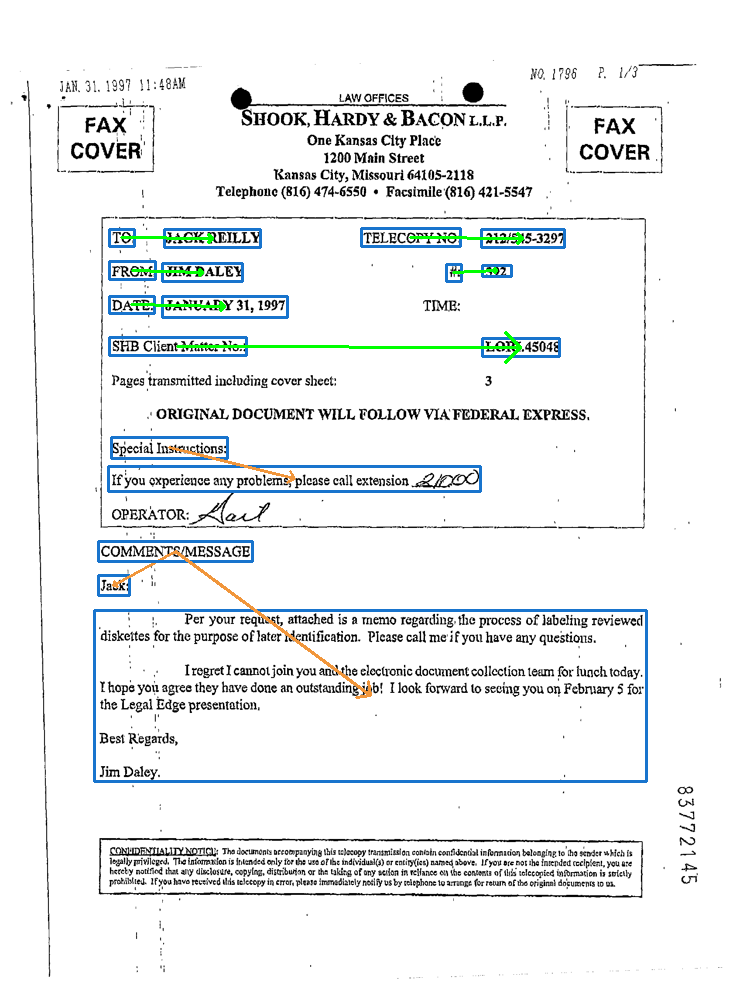 JAN. 31. 1997 11:48AM
NO. 1796 P. 1/3
LAW OFFICES
FAX COVER
SHOOK, HARDY & BACON L.L.P.
FAX COVER
One Kansas City Place
1200 Main Street
Kansas City, Missouri 64105-2118
Telephone (816) 474-6550 • Facsimile (816) 421-5547
TO: JACK REILLY TELECOPY NO: 212/545-3297
FROM: JIM DALEY #:
DATE: JANUARY 31, 1997 TIME:
SHB Client Matter No.: .45048
Pages transmitted including cover sheet: 3
ORIGINAL DOCUMENT WILL FOLLOW VIA FEDERAL EXPRESS.
Special Instructions:
If you experience any problems, please call extension 21000
OPERATOR: Gail
COMMENTS/MESSAGE
Jack:
Per your request, attached is a memo regarding the process of labeling reviewed
diskettes for the purpose of later identification. Please call me if you have any questions.
I regret I cannot join you and the electronic document collection team for lunch today.
I hope you agree they have done an outstanding job! I look forward to seeing you on February 5 for
the Legal Edge presentation.
Best Regards,
Jim Daley.
83772145
CONFIDENTIALITY NOTICE: The documents accompanying this telecopy transmission contain confidential information belonging to the sender which is
legally privileged. The information is intended only for the use of the individual(s) or entity(ies) named above. If you are not the intended recipient, you are
hereby notified that any disclosure, copying, distribution or the taking of any action in reliance on the contents of this telecopied information is strictly
prohibited. If you have received this telecopy in error, please immediately notify us by telephone to arrange for return of the original documents to us.